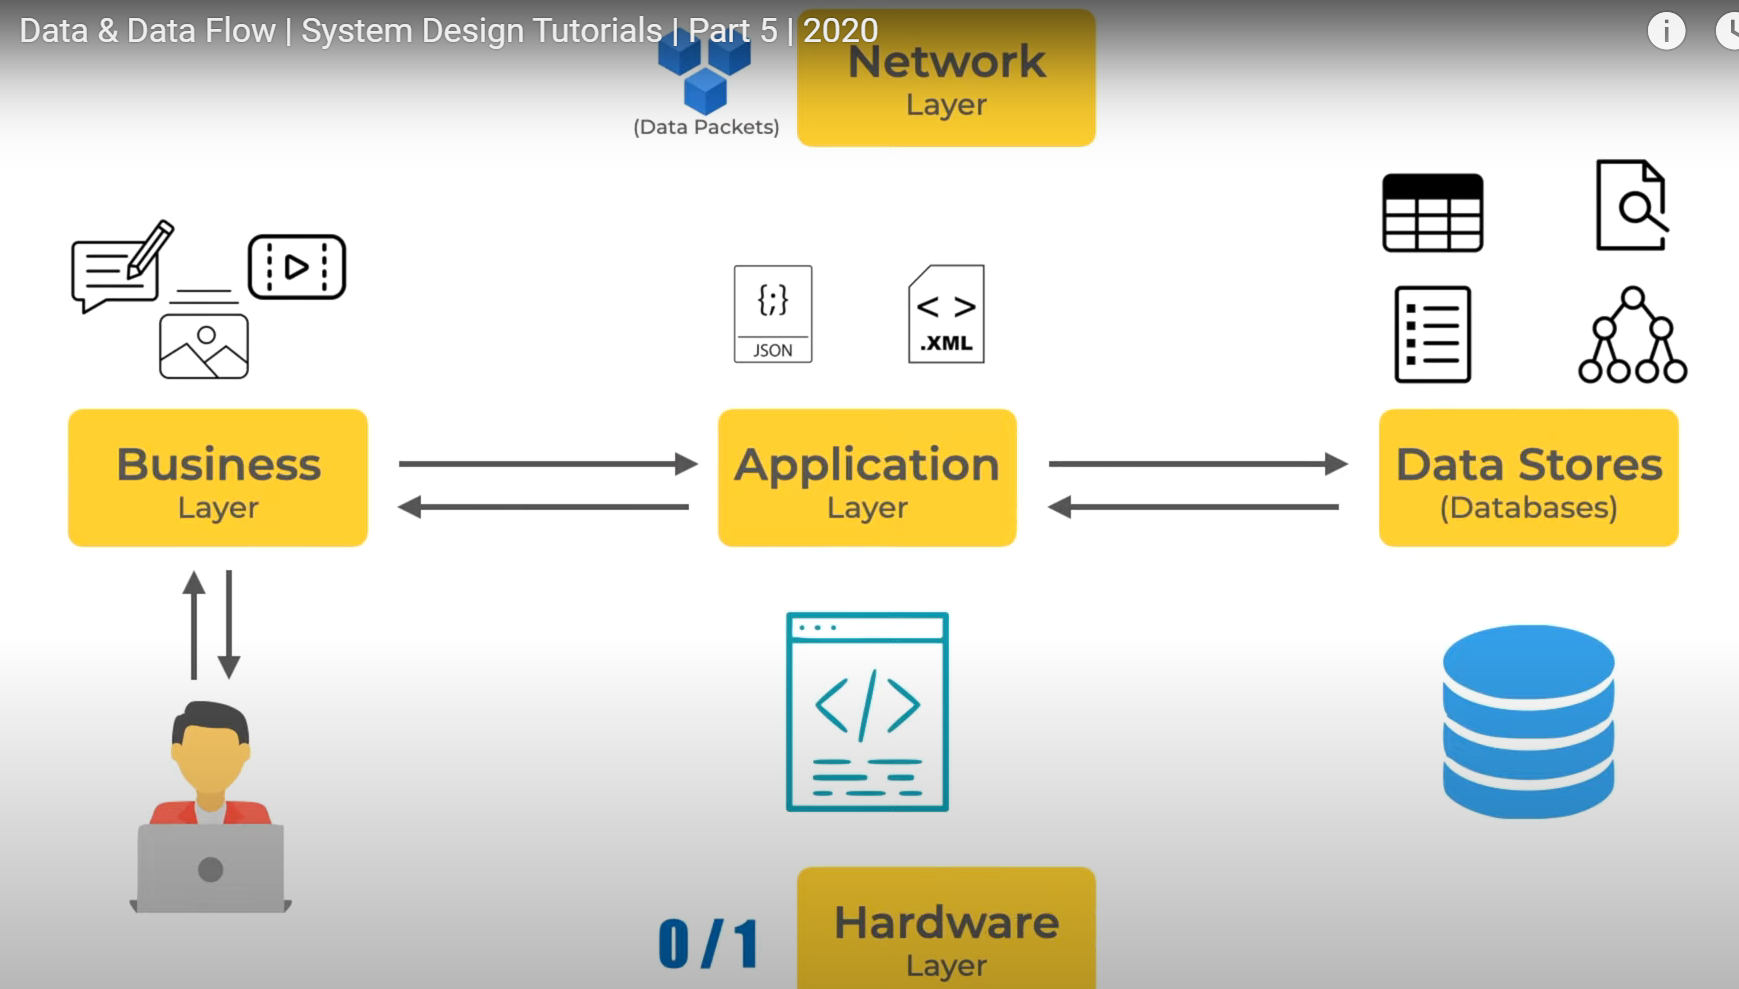 Data & Data Flow | System Design Tutorials | Part 5 | 2020
Network
Layer
(Data Packets)
{;}
JSON
< >
.XML
Business
Layer
Application
Layer
Data Stores
(Databases)
</>
0/1
Hardware
Layer